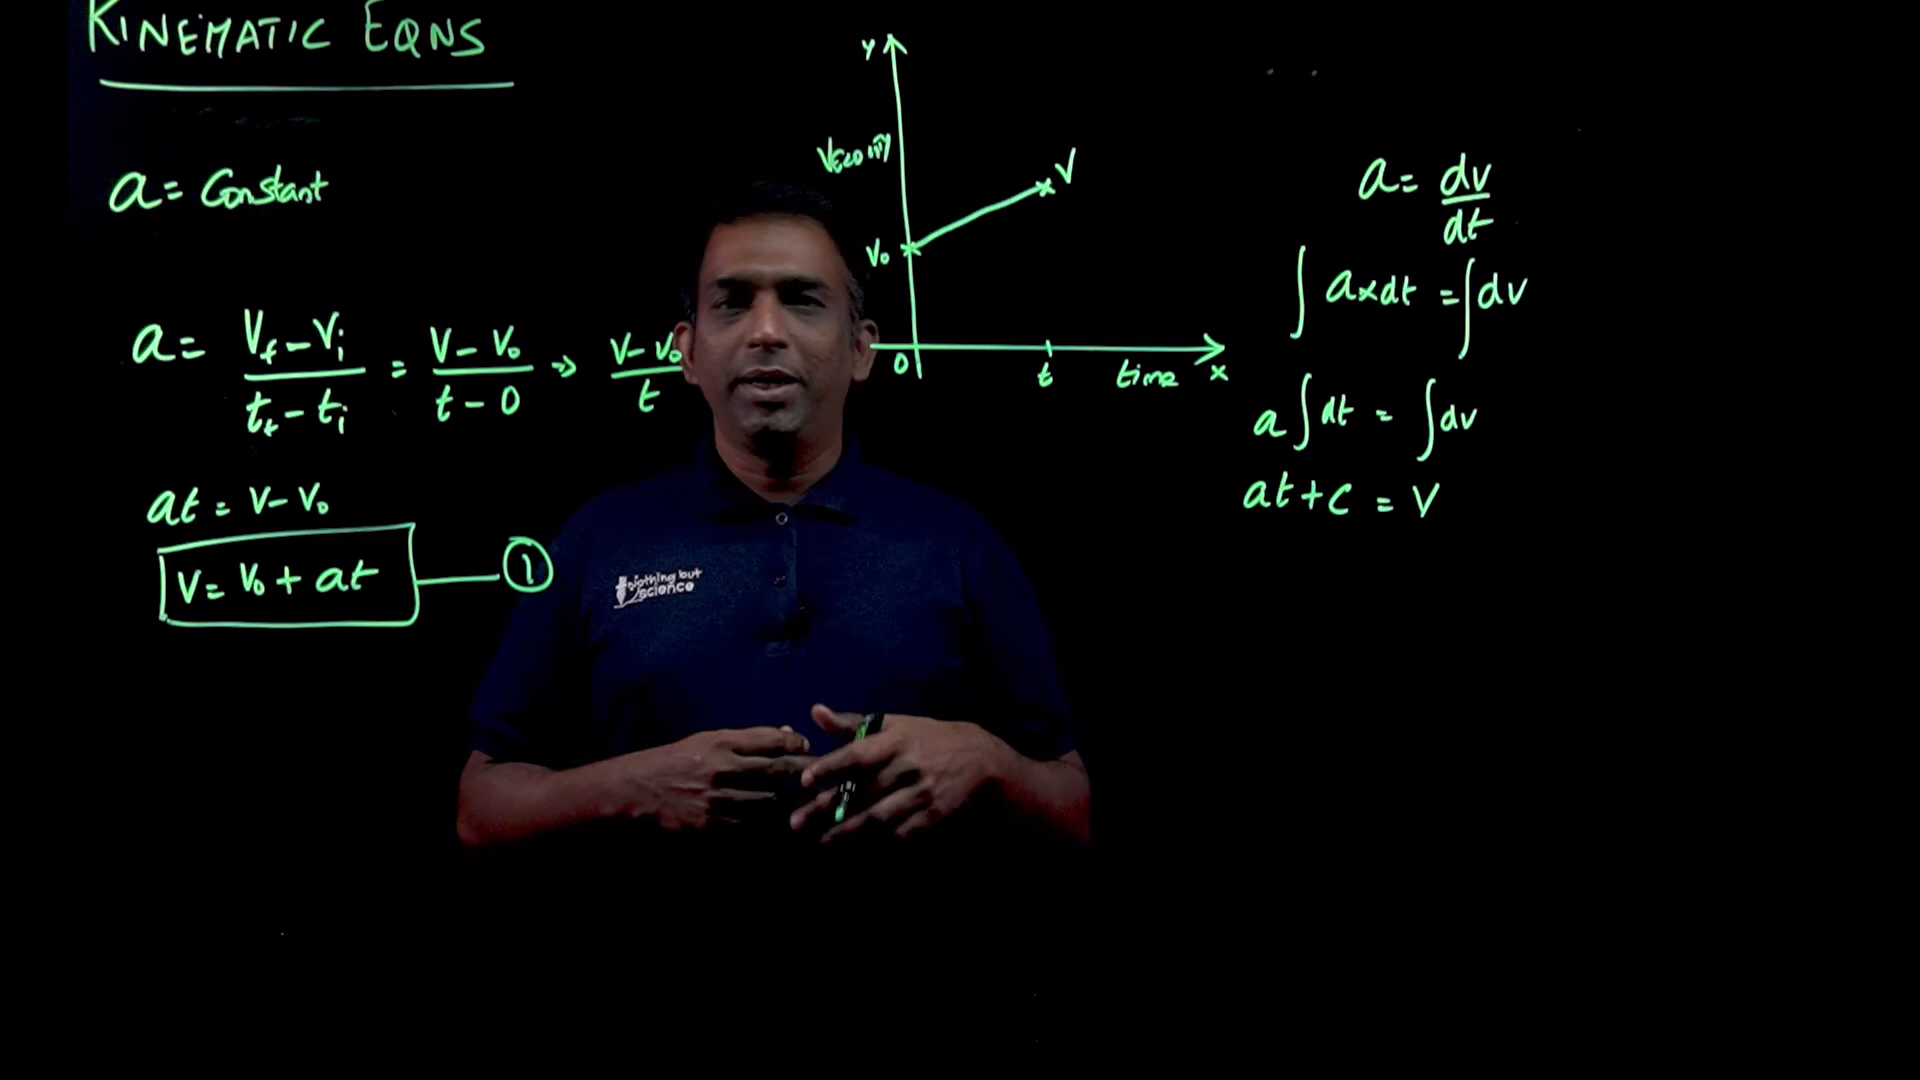 KINEMATIC EQNS
a = Constant
a = Vf - Vi / tf - ti = V - V0 / t - 0 => V - V0 / t
at = V - V0
V = V0 + at —— ①
y
Velocity
V
V0
0
t
time
x
a = dv / dt
∫ a x dt = ∫ dv
a ∫ dt = ∫ dv
at + c = V
Nothing but
science